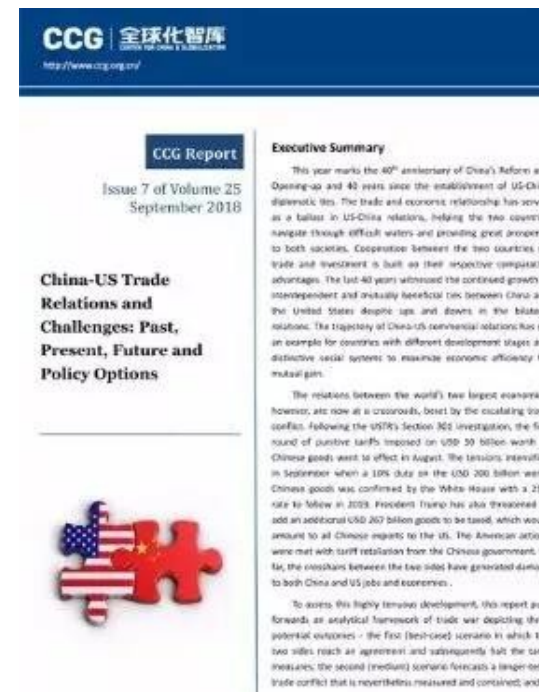 CCG 全球化智库
CENTER FOR CHINA & GLOBALIZATION
http://www.ccg.org.cn/
CCG Report
Issue 7 of Volume 25
September 2018
China-US Trade
Relations and
Challenges: Past,
Present, Future and
Policy Options
Executive Summary
This year marks the 40th anniversary of China's Reform a
Opening-up and 40 years since the establishment of US-Chi
diplomatic ties. The trade and economic relationship has serv
as a ballast in US-China relations, helping the two countri
navigate through difficult waters and providing great prosper
to both societies. Cooperation between the two countries
trade and investment is built on their respective comparat
advantages. The last 40 years witnessed the continued growth
interdependent and mutually beneficial ties between China a
the United States despite ups and downs in the bilate
relations. The trajectory of China-US commercial relations has
an example for countries with different development stages a
distinctive social systems to maximize economic efficiency
mutual gain.
The relations between the world's two largest economie
however, are now at a crossroads, beset by the escalating tra
conflict. Following the USTR's Section 301 investigation, the fi
round of punitive tariffs imposed on USD 50 billion worth
Chinese goods went to effect in August. The tensions intensifi
in September when a 10% duty on the USD 200 billion wor
Chinese goods was confirmed by the White House with a 25
rate to follow in 2019. President Trump has also threatened
add an additional USD 267 billion goods to be taxed, which wou
amount to all Chinese exports to the US. The American actio
were met with tariff retaliation from the Chinese government.
far, the crosshairs between the two sides have generated dama
to both China and US jobs and economies.
To assess this highly tenuous development, this report pu
forwards an analytical framework of trade war depicting thr
potential outcomes - the first (best-case) scenario in which t
two sides reach an agreement and subsequently halt the tar
measures; the second (medium) scenario forecasts a longer-te
trade conflict that is nevertheless measured and contained; and